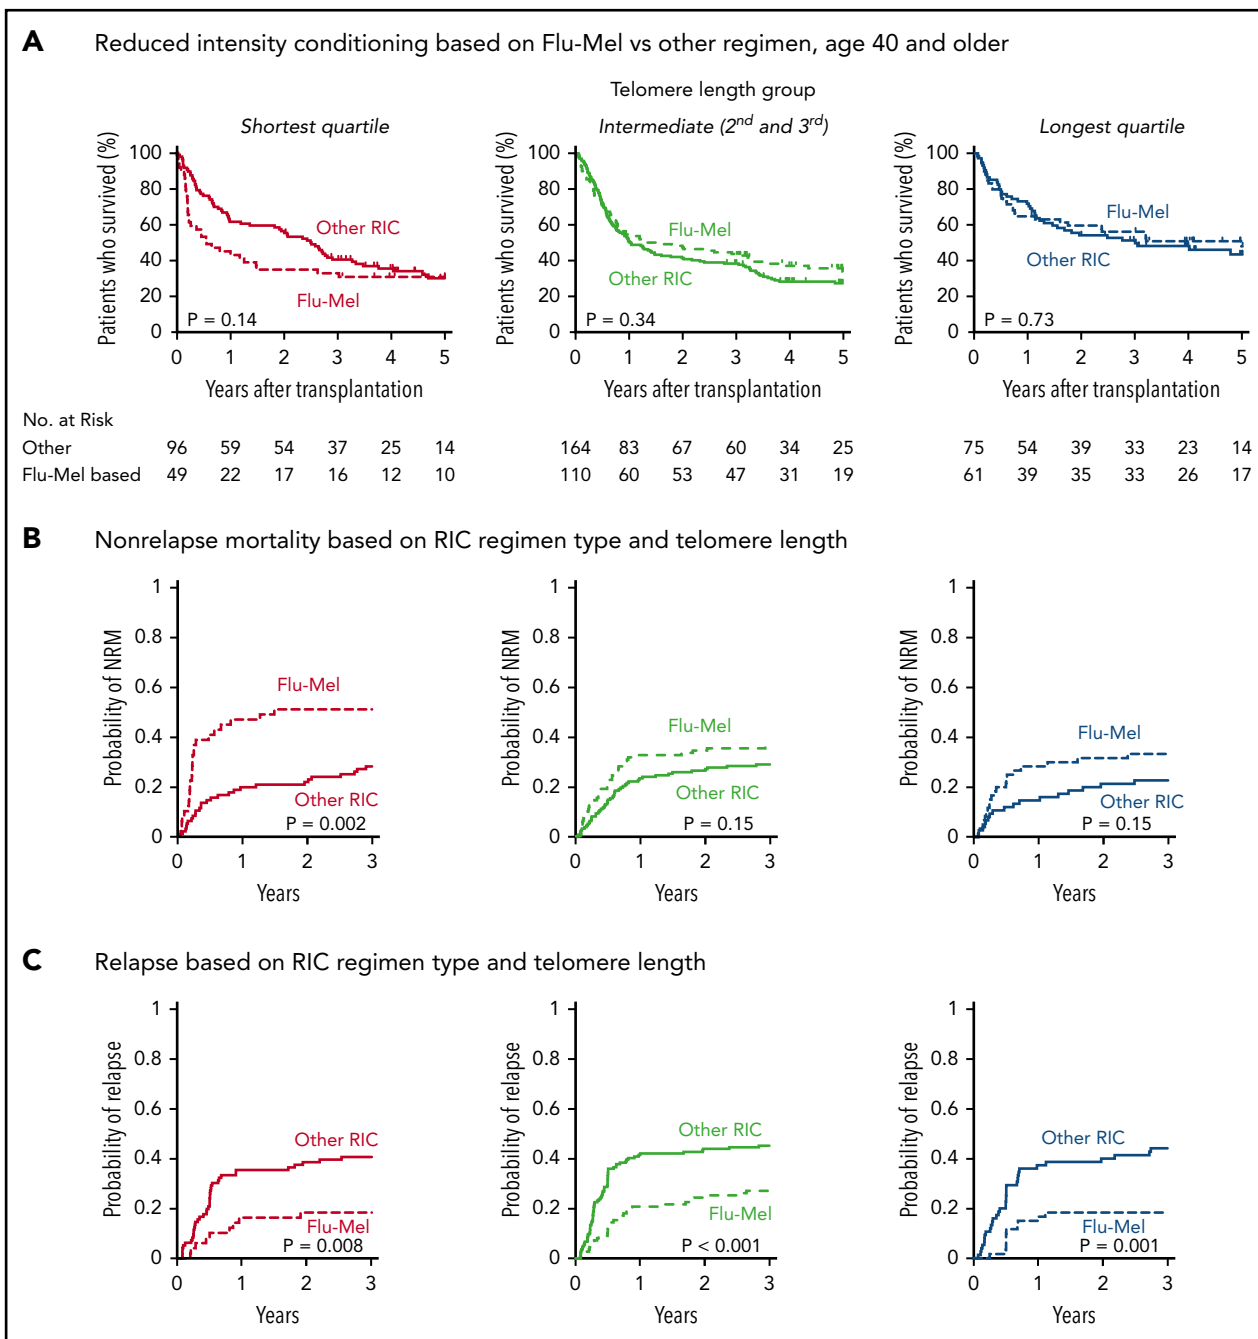 A Reduced intensity conditioning based on Flu-Mel vs other regimen, age 40 and older
Telomere length group
Shortest quartile
Intermediate (2nd and 3rd)
Longest quartile
Patients who survived (%)
100
80
60
40
20
0
Other RIC
Flu-Mel
P = 0.14
0 1 2 3 4 5
Years after transplantation
Patients who survived (%)
100
80
60
40
20
0
Flu-Mel
Other RIC
P = 0.34
0 1 2 3 4 5
Years after transplantation
Patients who survived (%)
100
80
60
40
20
0
Flu-Mel
Other RIC
P = 0.73
0 1 2 3 4 5
Years after transplantation
No. at Risk
Other 96 59 54 37 25 14 164 83 67 60 34 25 75 54 39 33 23 14
Flu-Mel based 49 22 17 16 12 10 110 60 53 47 31 19 61 39 35 33 26 17
B Nonrelapse mortality based on RIC regimen type and telomere length
Probability of NRM
1
0.8
0.6
0.4
0.2
0
Flu-Mel
Other RIC
P = 0.002
0 1 2 3
Years
Probability of NRM
1
0.8
0.6
0.4
0.2
0
Flu-Mel
Other RIC
P = 0.15
0 1 2 3
Years
Probability of NRM
1
0.8
0.6
0.4
0.2
0
Flu-Mel
Other RIC
P = 0.15
0 1 2 3
Years
C Relapse based on RIC regimen type and telomere length
Probability of relapse
1
0.8
0.6
0.4
0.2
0
Other RIC
Flu-Mel
P = 0.008
0 1 2 3
Years
Probability of relapse
1
0.8
0.6
0.4
0.2
0
Other RIC
Flu-Mel
P < 0.001
0 1 2 3
Years
Probability of relapse
1
0.8
0.6
0.4
0.2
0
Other RIC
Flu-Mel
P = 0.001
0 1 2 3
Years